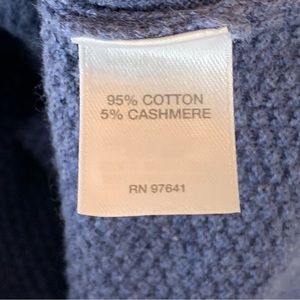 95% COTTON
5% CASHMERE
RN 97641